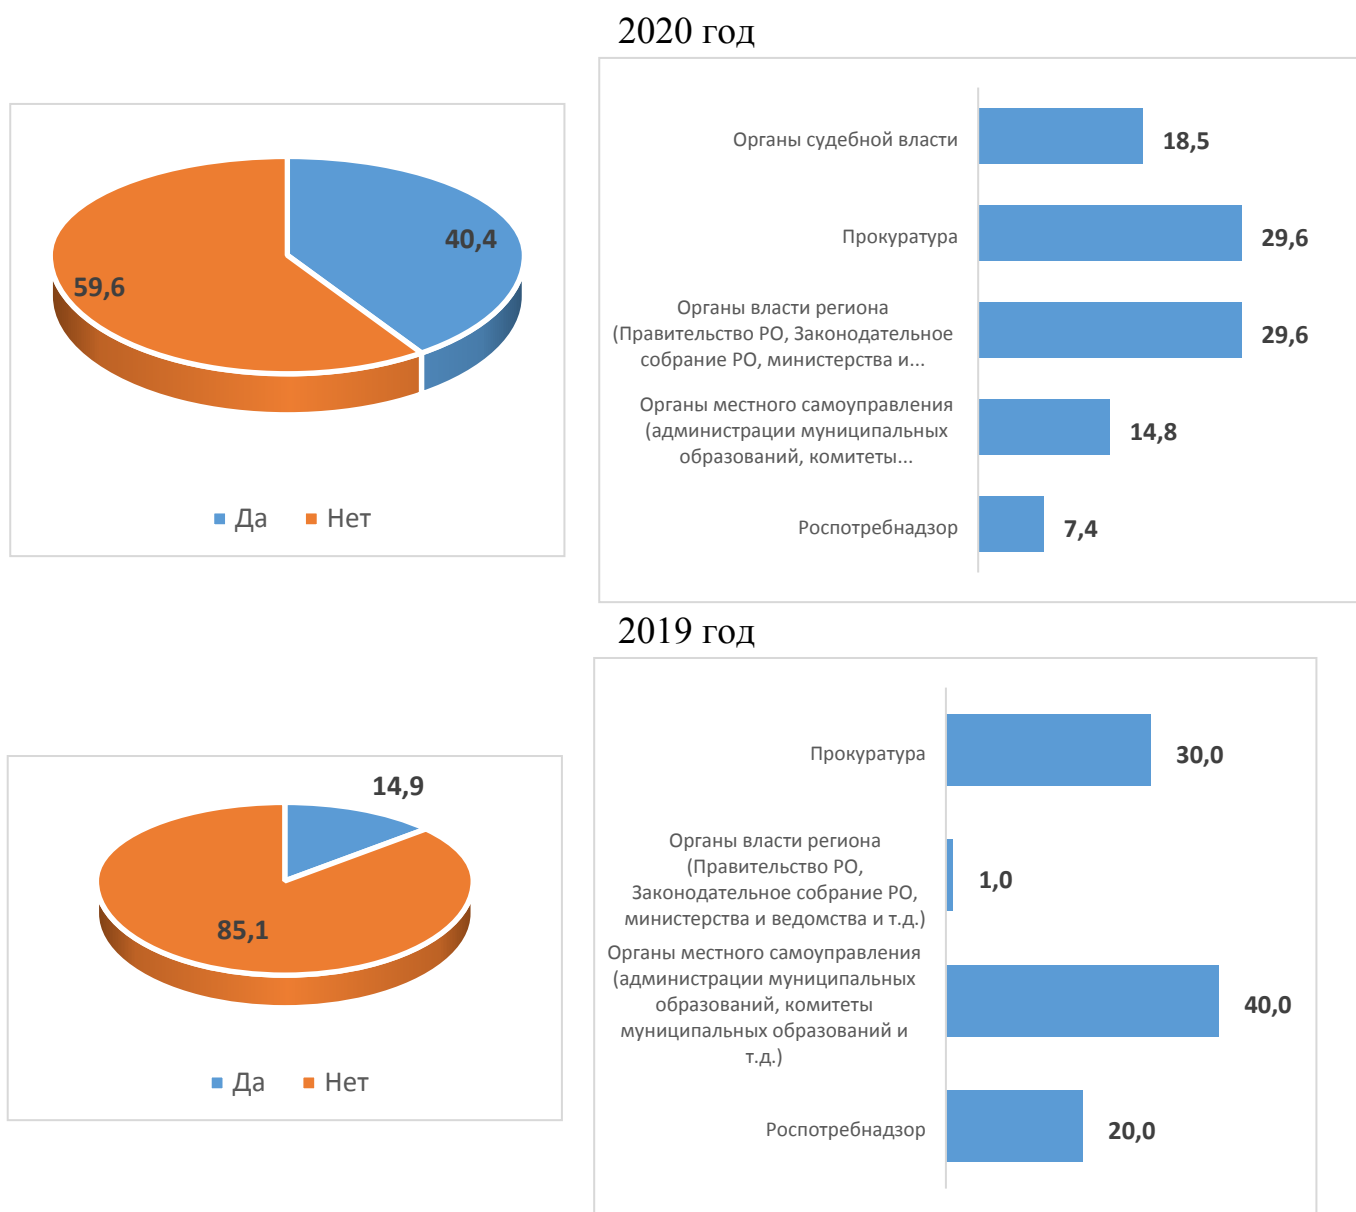 2020 год
40,4
59,6
Да Нет
Органы судебной власти
18,5
Прокуратура
29,6
Органы власти региона
(Правительство РО, Законодательное
собрание РО, министерства и...
29,6
Органы местного самоуправления
(администрации муниципальных
образований, комитеты...
14,8
Роспотребнадзор
7,4
2019 год
14,9
85,1
Да Нет
Прокуратура
30,0
Органы власти региона
(Правительство РО,
Законодательное собрание РО,
министерства и ведомства и т.д.)
1,0
Органы местного самоуправления
(администрации муниципальных
образований, комитеты
муниципальных образований и
т.д.)
40,0
Роспотребнадзор
20,0